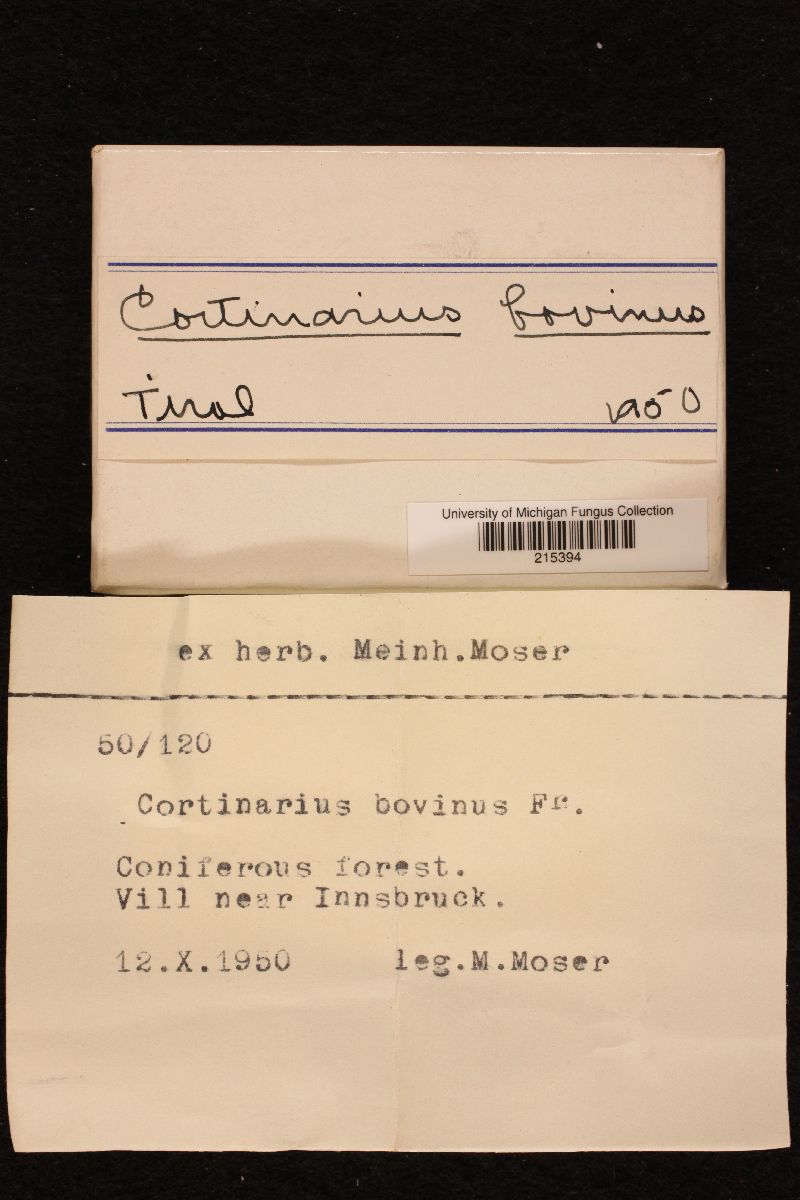 Cortinarius bovinus
Tirol 1950
University of Michigan Fungus Collection
215394
ex herb. Meinh.Moser
50/120
Cortinarius bovinus Fr.
Coniferous forest.
Vill near Innsbruck.
12.X.1950 leg.M.Moser